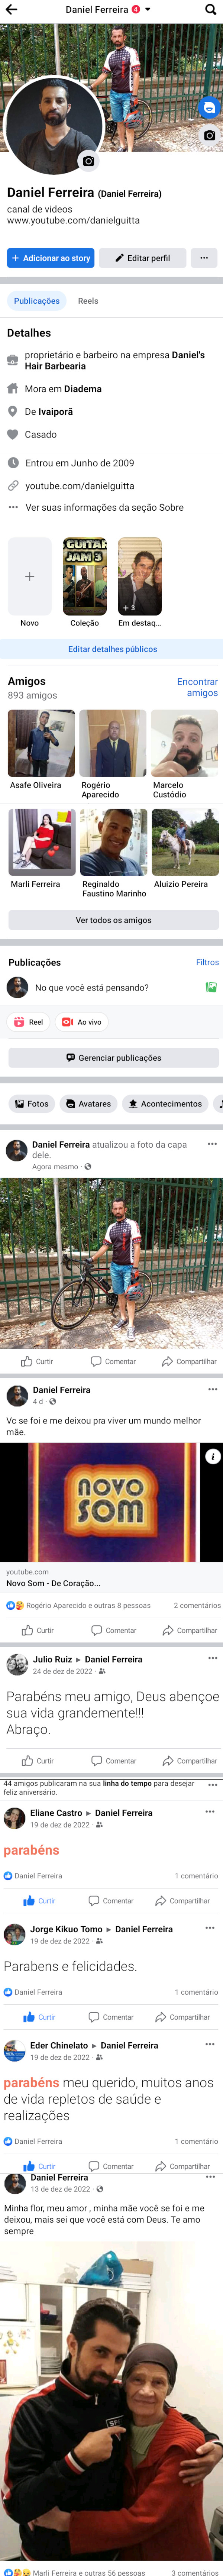 Daniel Ferreira 4
Daniel Ferreira (Daniel Ferreira)
canal de videos
www.youtube.com/danielguitta
+ Adicionar ao story
Editar perfil
Publicações
Reels
Detalhes
proprietário e barbeiro na empresa Daniel's
Hair Barbearia
Mora em Diadema
De Ivaiporã
Casado
Entrou em Junho de 2009
youtube.com/danielguitta
Ver suas informações da seção Sobre
GUITAR
JAM 3
+ 3
Novo
Coleção
Em destaq...
Editar detalhes públicos
Amigos
893 amigos
Encontrar
amigos
Asafe Oliveira
Rogério
Aparecido
Marcelo
Custódio
Marli Ferreira
Reginaldo
Faustino Marinho
Aluizio Pereira
Ver todos os amigos
Publicações
Filtros
No que você está pensando?
Reel
Ao vivo
Gerenciar publicações
Fotos
Avatares
Acontecimentos
Daniel Ferreira atualizou a foto da capa
dele.
Agora mesmo ·
Curtir
Comentar
Compartilhar
Daniel Ferreira
4 d ·
Vc se foi e me deixou pra viver um mundo melhor
mãe.
NOVO
SOM
youtube.com
Novo Som - De Coração...
Rogério Aparecido e outras 8 pessoas
2 comentários
Curtir
Comentar
Compartilhar
Julio Ruiz ▸ Daniel Ferreira
24 de dez de 2022 ·
Parabéns meu amigo, Deus abençoe
sua vida grandemente!!!
Abraço.
Curtir
Comentar
Compartilhar
44 amigos publicaram na sua linha do tempo para desejar
feliz aniversário.
Eliane Castro ▸ Daniel Ferreira
19 de dez de 2022 ·
parabéns
Daniel Ferreira
1 comentário
Curtir
Comentar
Compartilhar
Jorge Kikuo Tomo ▸ Daniel Ferreira
19 de dez de 2022 ·
Parabens e felicidades.
Daniel Ferreira
1 comentário
Curtir
Comentar
Compartilhar
Eder Chinelato ▸ Daniel Ferreira
19 de dez de 2022 ·
parabéns meu querido, muitos anos
de vida repletos de saúde e
realizações
Daniel Ferreira
1 comentário
Curtir
Comentar
Compartilhar
Daniel Ferreira
13 de dez de 2022 ·
Minha flor, meu amor , minha mãe você se foi e me
deixou, mais sei que você está com Deus. Te amo
sempre
Marli Ferreira e outras 56 pessoas
3 comentários